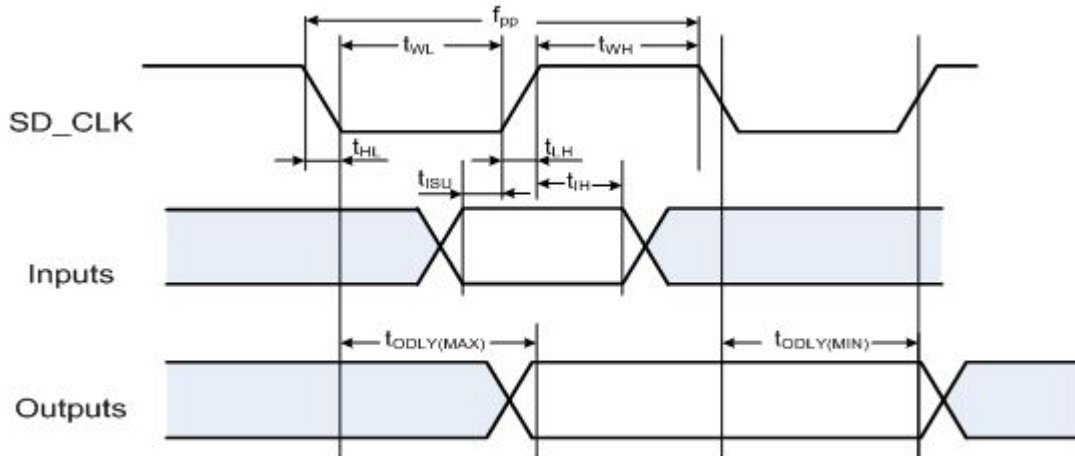 fpp
tWL
tWH
SD_CLK
tHL
tLH
tISU
tIH
Inputs
tODLY(MAX)
tODLY(MIN)
Outputs